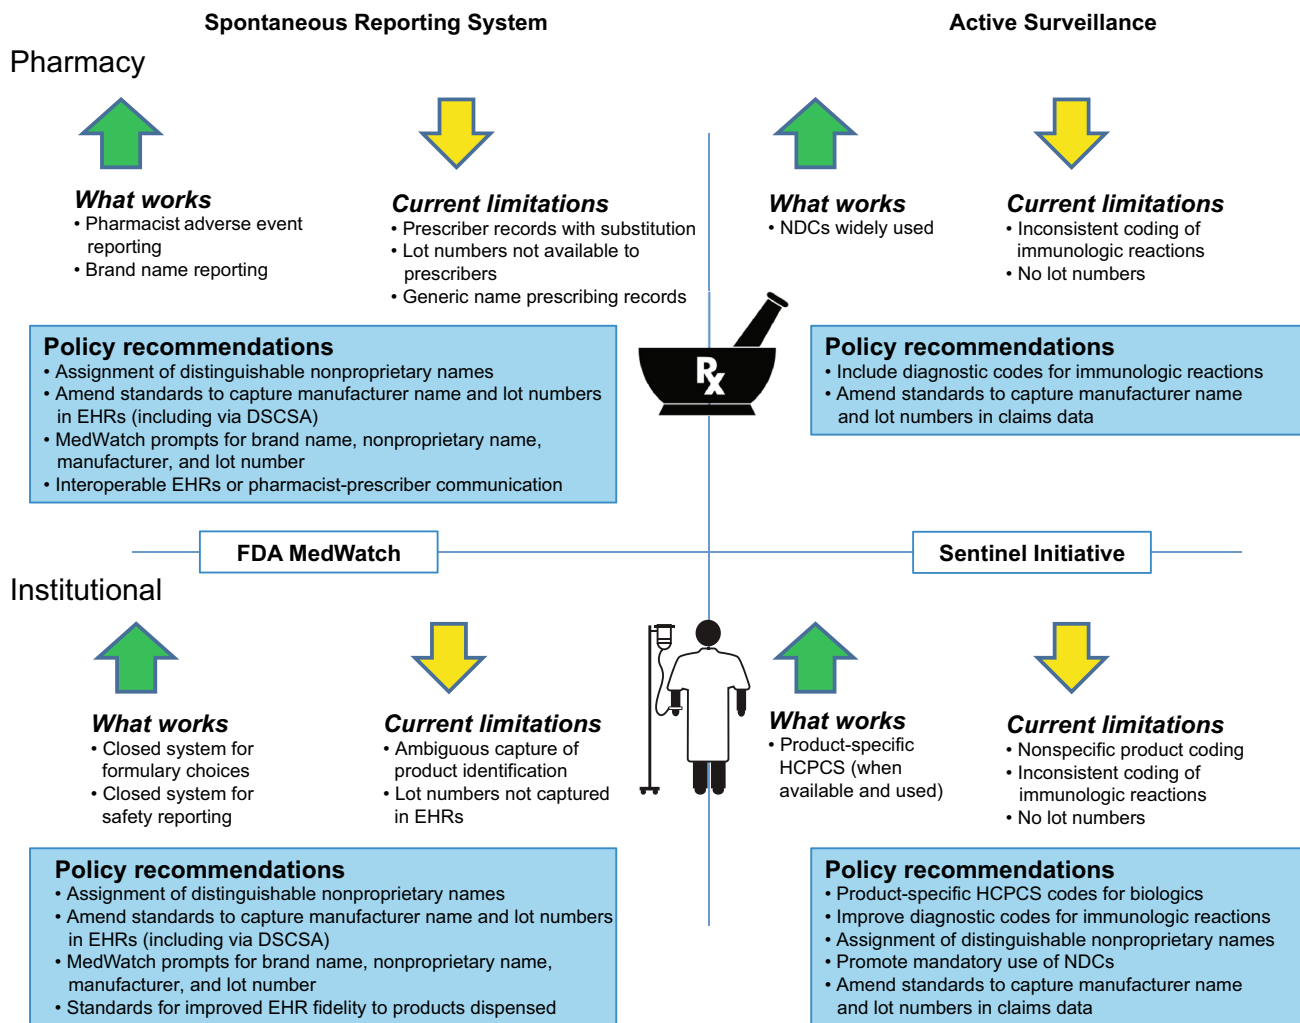 Spontaneous Reporting System
Active Surveillance
Pharmacy
What works
• Pharmacist adverse event
reporting
• Brand name reporting
Current limitations
• Prescriber records with substitution
• Lot numbers not available to
prescribers
• Generic name prescribing records
What works
• NDCs widely used
Current limitations
• Inconsistent coding of
immunologic reactions
• No lot numbers
Policy recommendations
• Assignment of distinguishable nonproprietary names
• Amend standards to capture manufacturer name and lot numbers
in EHRs (including via DSCSA)
• MedWatch prompts for brand name, nonproprietary name,
manufacturer, and lot number
• Interoperable EHRs or pharmacist-prescriber communication
Rx
Policy recommendations
• Include diagnostic codes for immunologic reactions
• Amend standards to capture manufacturer name
and lot numbers in claims data
FDA MedWatch
Sentinel Initiative
Institutional
What works
• Closed system for
formulary choices
• Closed system for
safety reporting
Current limitations
• Ambiguous capture of
product identification
• Lot numbers not captured
in EHRs
What works
• Product-specific
HCPCS (when
available and used)
Current limitations
• Nonspecific product coding
• Inconsistent coding of
immunologic reactions
• No lot numbers
Policy recommendations
• Assignment of distinguishable nonproprietary names
• Amend standards to capture manufacturer name and lot numbers
in EHRs (including via DSCSA)
• MedWatch prompts for brand name, nonproprietary name,
manufacturer, and lot number
• Standards for improved EHR fidelity to products dispensed
Policy recommendations
• Product-specific HCPCS codes for biologics
• Improve diagnostic codes for immunologic reactions
• Assignment of distinguishable nonproprietary names
• Promote mandatory use of NDCs
• Amend standards to capture manufacturer name
and lot numbers in claims data